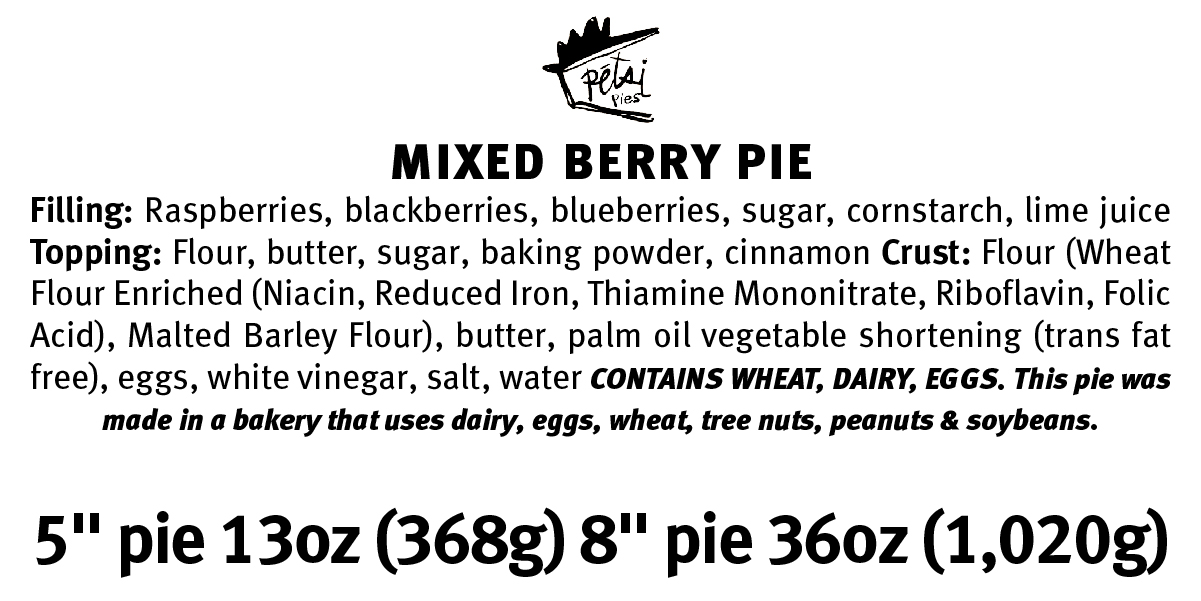 pétsi
Pies
MIXED BERRY PIE
Filling: Raspberries, blackberries, blueberries, sugar, cornstarch, lime juice
Topping: Flour, butter, sugar, baking powder, cinnamon Crust: Flour (Wheat
Flour Enriched (Niacin, Reduced Iron, Thiamine Mononitrate, Riboflavin, Folic
Acid), Malted Barley Flour), butter, palm oil vegetable shortening (trans fat
free), eggs, white vinegar, salt, water CONTAINS WHEAT, DAIRY, EGGS. This pie was
made in a bakery that uses dairy, eggs, wheat, tree nuts, peanuts & soybeans.
5" pie 13oz (368g) 8" pie 36oz (1,020g)